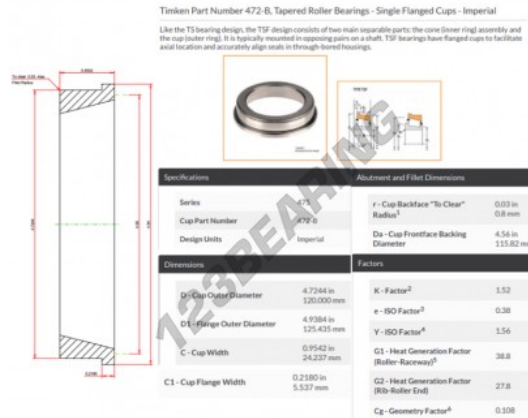 Timken Part Number 472-B, Tapered Roller Bearings - Single Flanged Cups - Imperial
Like the TS bearing design, the TSF design consists of two main separable parts: the cone (inner ring) assembly and
the cup (outer ring). It is typically mounted in opposing pairs on a shaft. TSF bearings have flanged cups to facilitate
axial location and accurately align seals in through-bored housings.
Specifications
Series 475
Cup Part Number 472-B
Design Units Imperial
Abutment and Fillet Dimensions
r - Cup Backface "To Clear" Radius1 0.03 in
0.8 mm
Da - Cup Frontface Backing Diameter 4.56 in
115.82 mm
Dimensions
D - Cup Outer Diameter 4.7244 in
120.000 mm
D1 - Flange Outer Diameter 4.9384 in
125.435 mm
C - Cup Width 0.9542 in
24.237 mm
C1 - Cup Flange Width 0.2180 in
5.537 mm
Factors
K - Factor2 1.52
e - ISO Factor3 0.38
Y - ISO Factor4 1.56
G1 - Heat Generation Factor (Roller-Raceway)5 38.8
G2 - Heat Generation Factor (Rib-Roller End) 27.8
Cg - Geometry Factor6 0.108
123BEARING